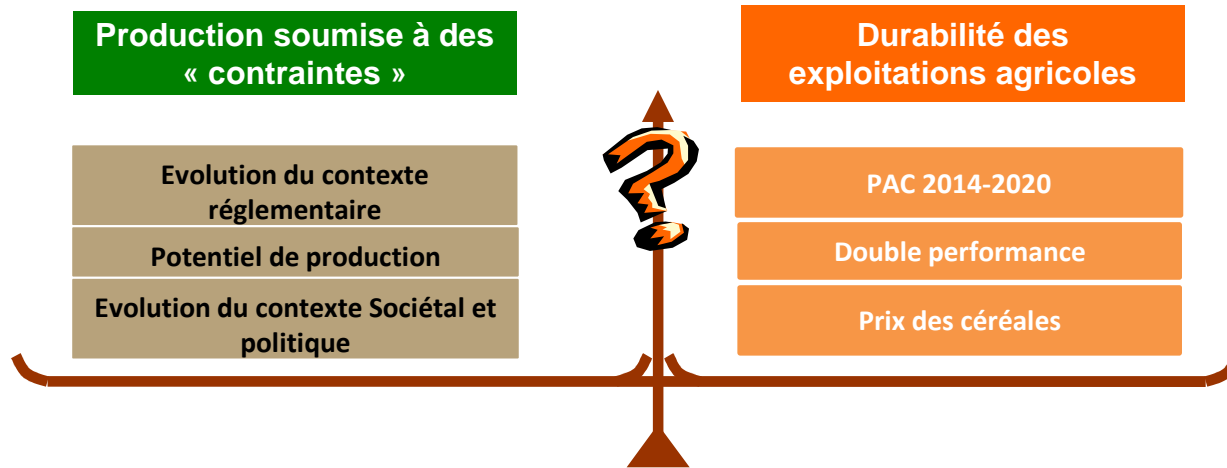 Production soumise à des
« contraintes »
Evolution du contexte
réglementaire
Potentiel de production
Evolution du contexte Sociétal et
politique
?
Durabilité des
exploitations agricoles
PAC 2014-2020
Double performance
Prix des céréales